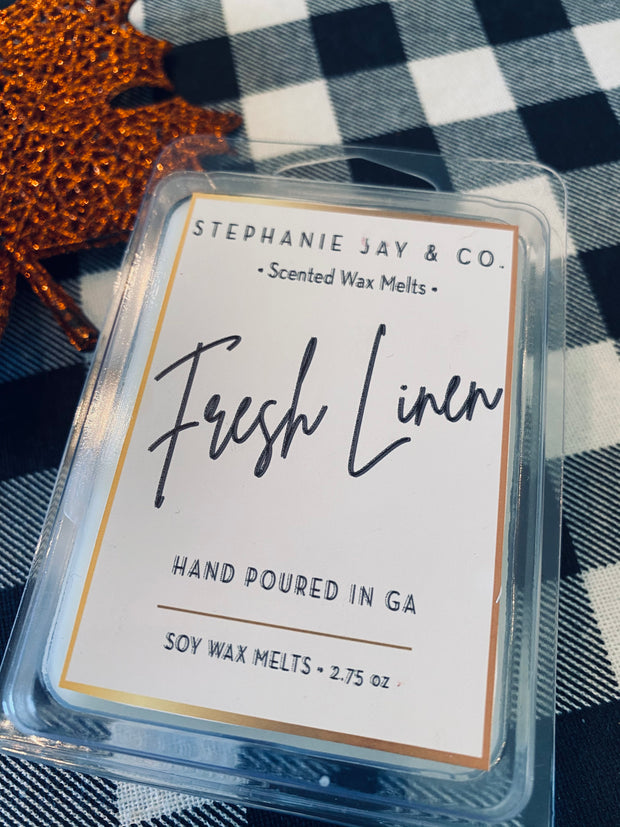 STEPHANIE JAY & CO.
• Scented Wax Melts •
Fresh Linen
HAND POURED IN GA
SOY WAX MELTS • 2.75 oz